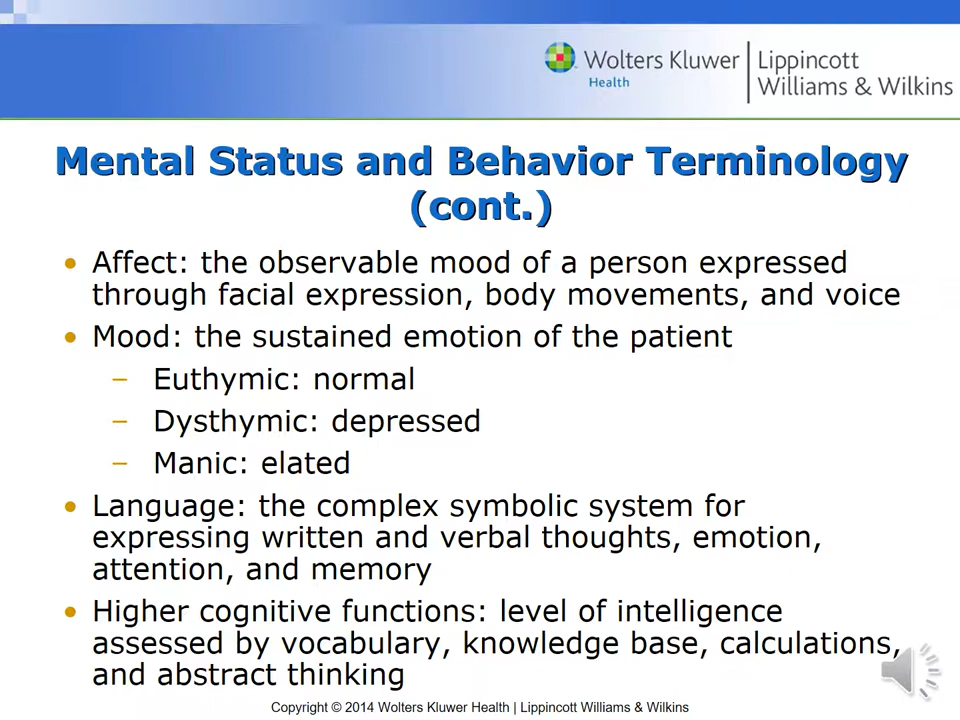 Wolters Kluwer
Health
Lippincott
Williams & Wilkins
Mental Status and Behavior Terminology
(cont.)
• Affect: the observable mood of a person expressed
through facial expression, body movements, and voice
• Mood: the sustained emotion of the patient
– Euthymic: normal
– Dysthymic: depressed
– Manic: elated
• Language: the complex symbolic system for
expressing written and verbal thoughts, emotion,
attention, and memory
• Higher cognitive functions: level of intelligence
assessed by vocabulary, knowledge base, calculations,
and abstract thinking
Copyright © 2014 Wolters Kluwer Health | Lippincott Williams & Wilkins